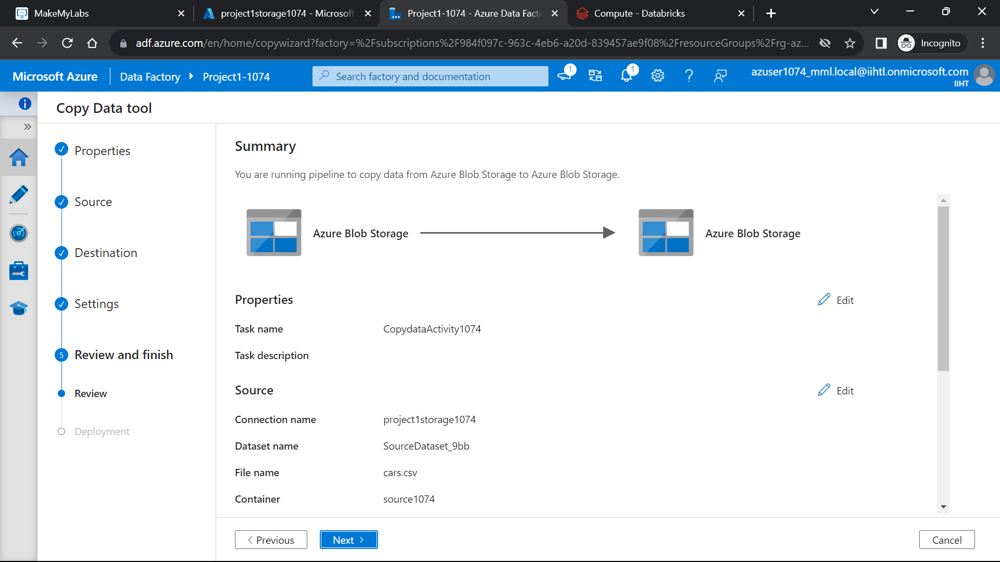 MakeMyLabs
project1storage1074 - Microsoft
Project1-1074 - Azure Data Facto
Compute - Databricks
adf.azure.com/en/home/copywizard?factory=%2Fsubscriptions%2F984f097c-963c-4eb6-a20d-839457ae9f08%2FresourceGroups%2Frg-az...
Incognito
Microsoft Azure
Data Factory
Project1-1074
Search factory and documentation
1
1
azuser1074_mml.local@iihtl.onmicrosoft.com
IIHT
Copy Data tool
Properties
Source
Destination
Settings
5
Review and finish
Review
Deployment
Summary
You are running pipeline to copy data from Azure Blob Storage to Azure Blob Storage.
Azure Blob Storage
Azure Blob Storage
Properties
Edit
Task name
CopydataActivity1074
Task description
Source
Edit
Connection name
project1storage1074
Dataset name
SourceDataset_9bb
File name
cars.csv
Container
source1074
Previous
Next
Cancel